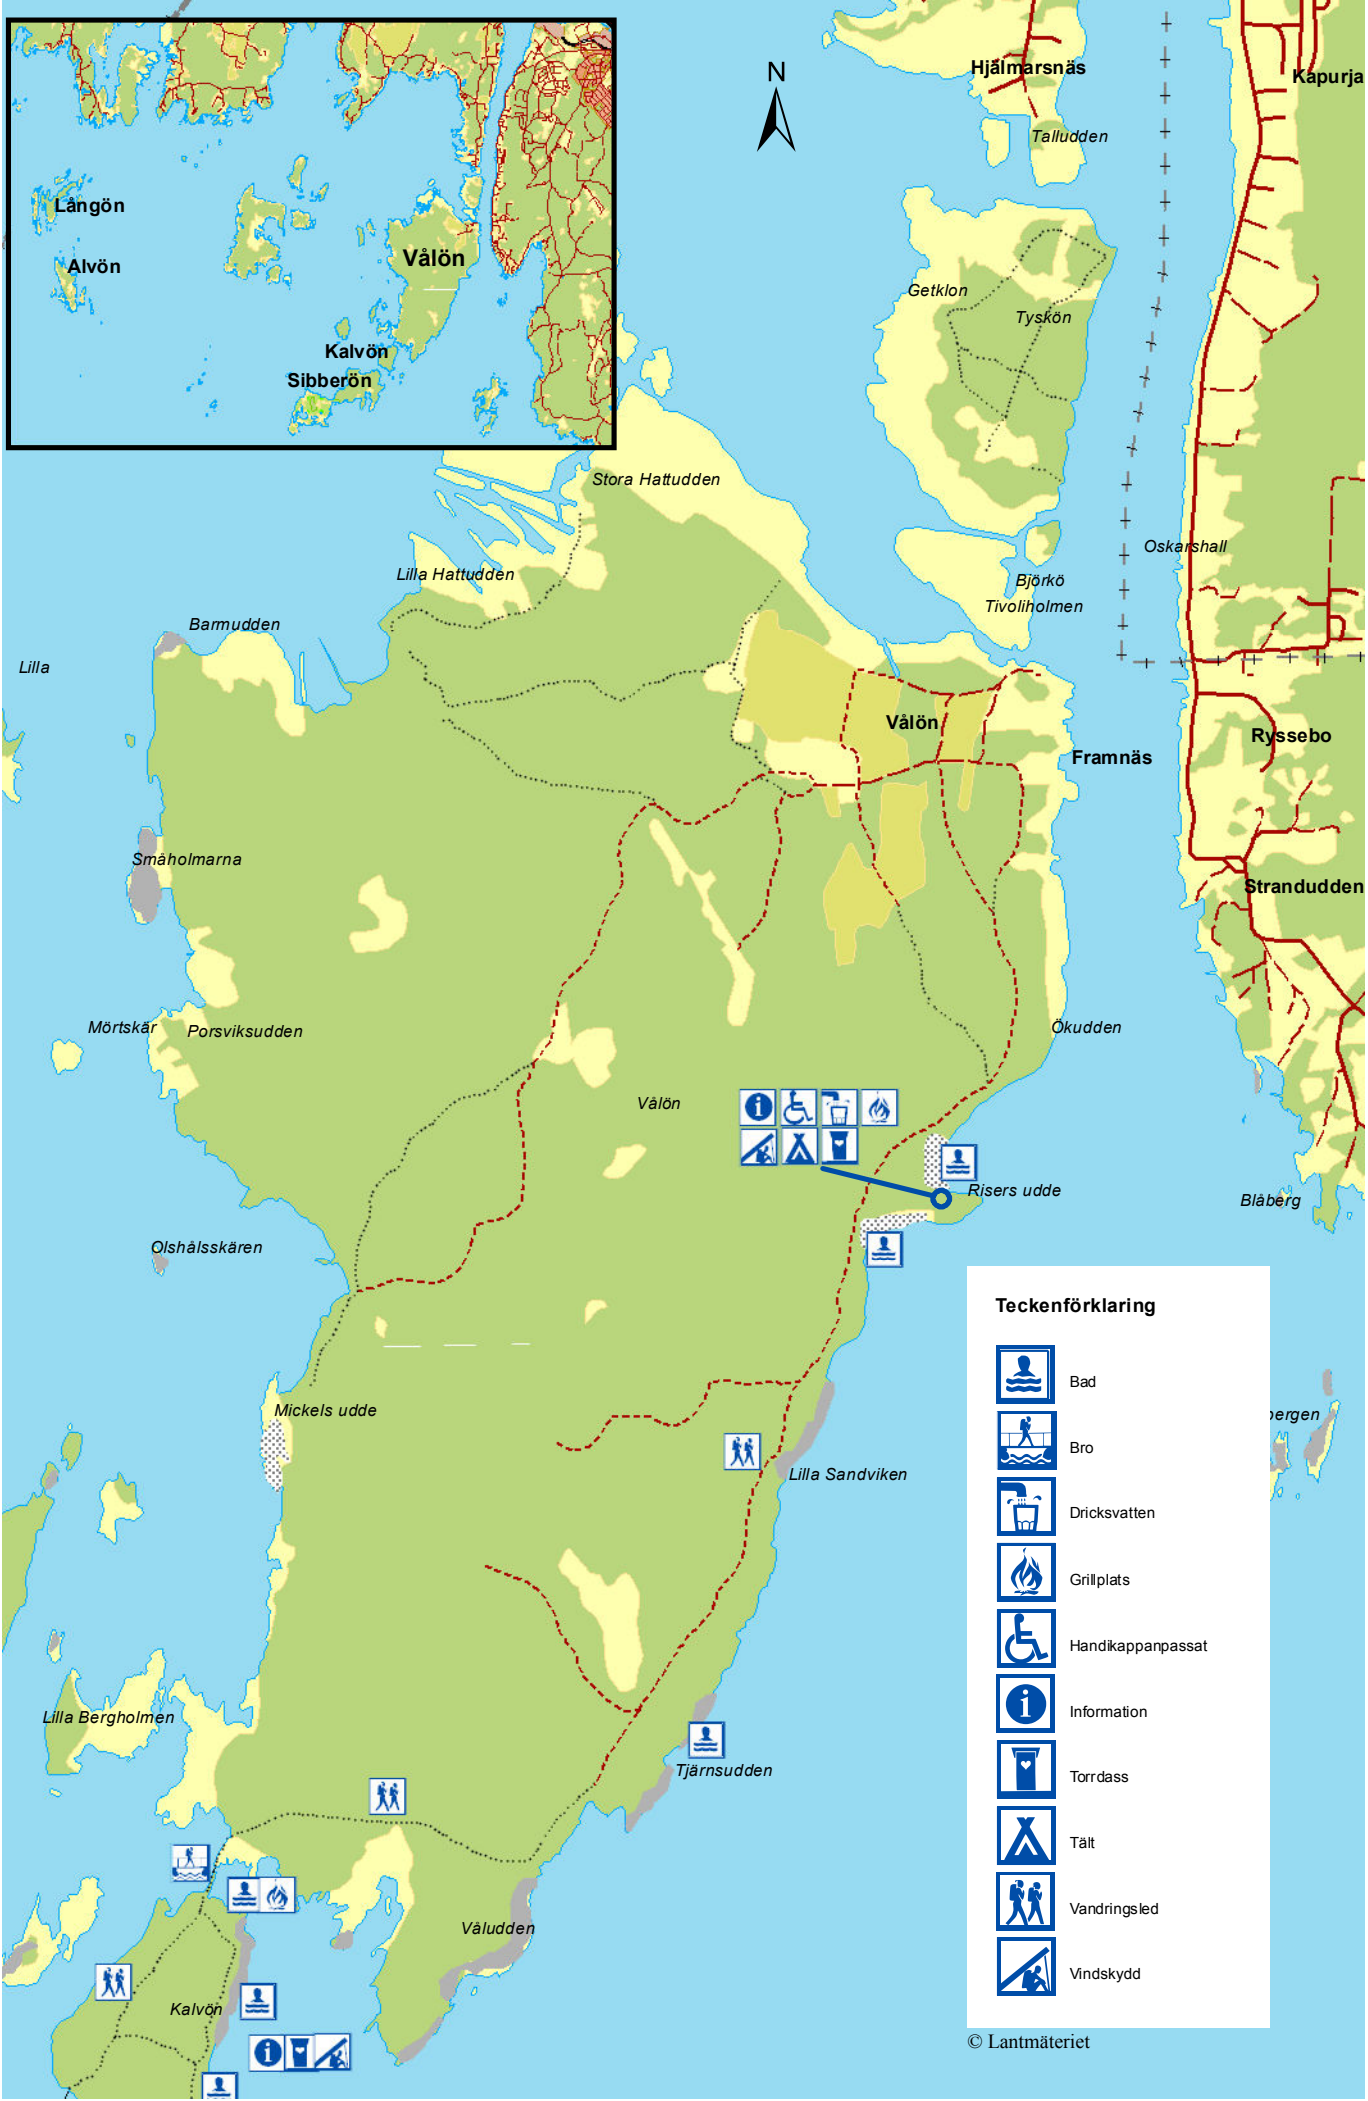 N
Hjälmarsnäs
Kapurja
Talludden
Långön
Vålön
Alvön
Getklon
Tyskön
Kalvön
Sibberön
Stora Hattudden
Oskarshall
Lilla Hattudden
Björkö
Tivoliholmen
Barmudden
Lilla
Vålön
Ryssebo
Framnäs
Småholmarna
Strandudden
Mörtskär
Porsviksudden
Ökudden
Vålön
Risers udde
Blåberg
Olshålsskären
Mickels udde
bergen
Lilla Sandviken
Lilla Bergholmen
Tjärnsudden
Våludden
Kalvön
Teckenförklaring
Bad
Bro
Dricksvatten
Grillplats
Handikappanpassat
Information
Torrdass
Tält
Vandringsled
Vindskydd
© Lantmäteriet